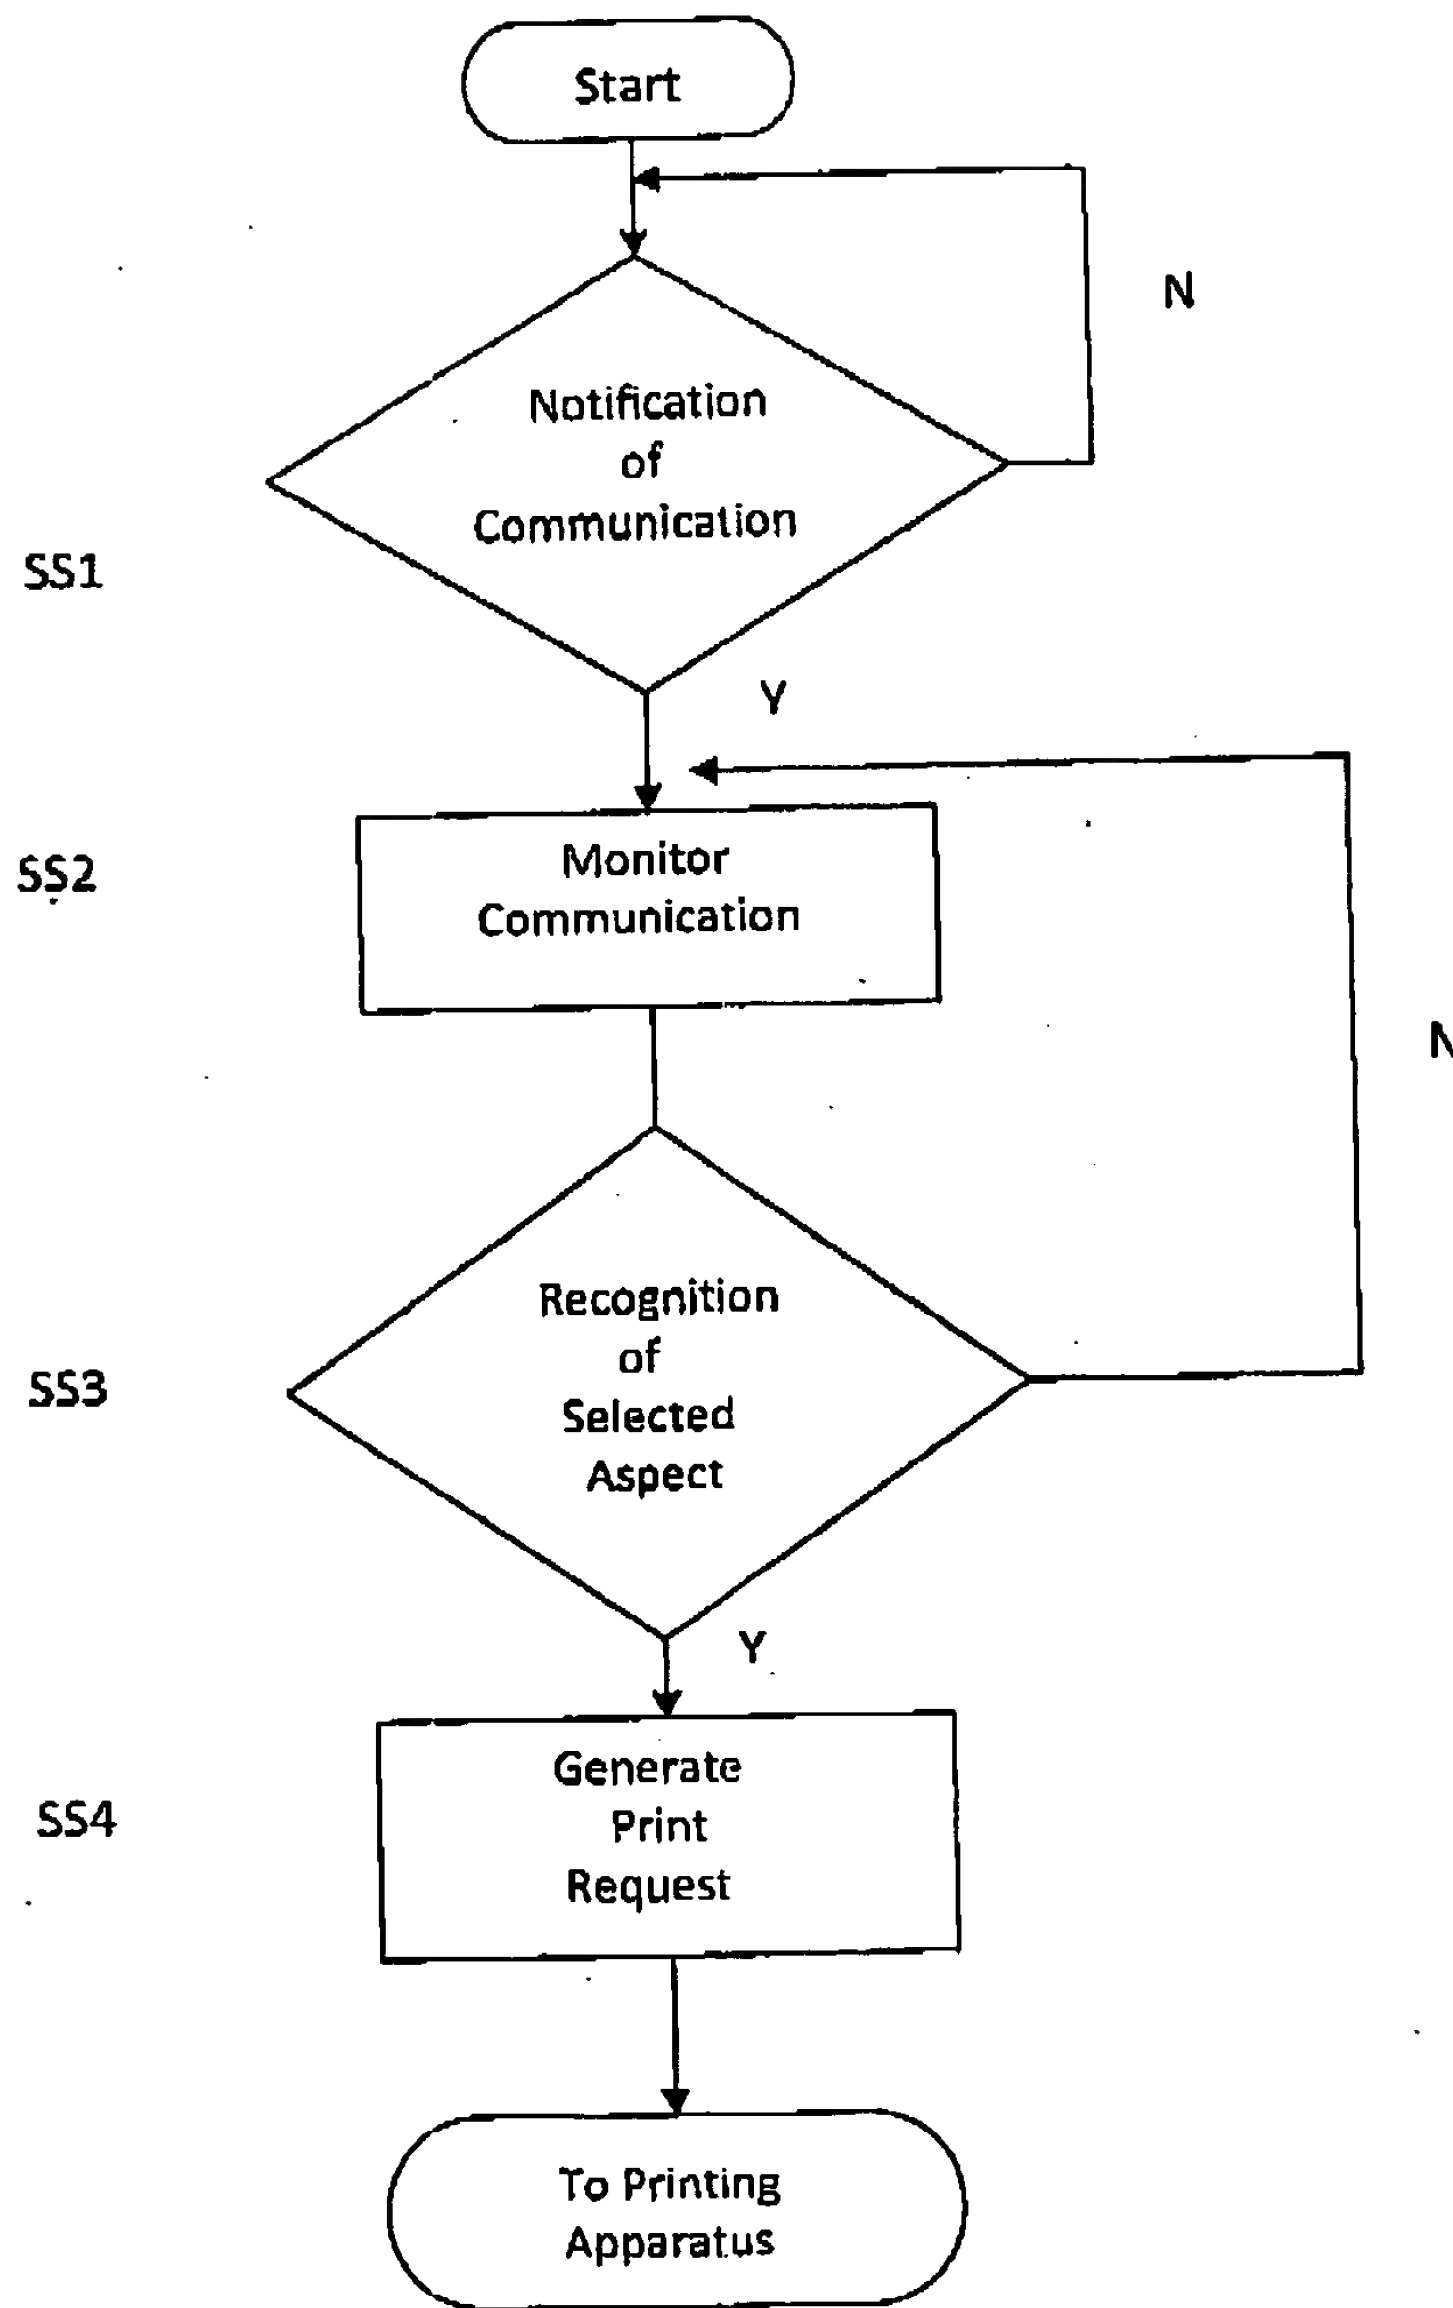 Start
N
Notification
of
Communication
SS1
Y
SS2
Monitor
Communication
N
Recognition
of
Selected
Aspect
SS3
Y
Generate
Print
Request
SS4
To Printing
Apparatus